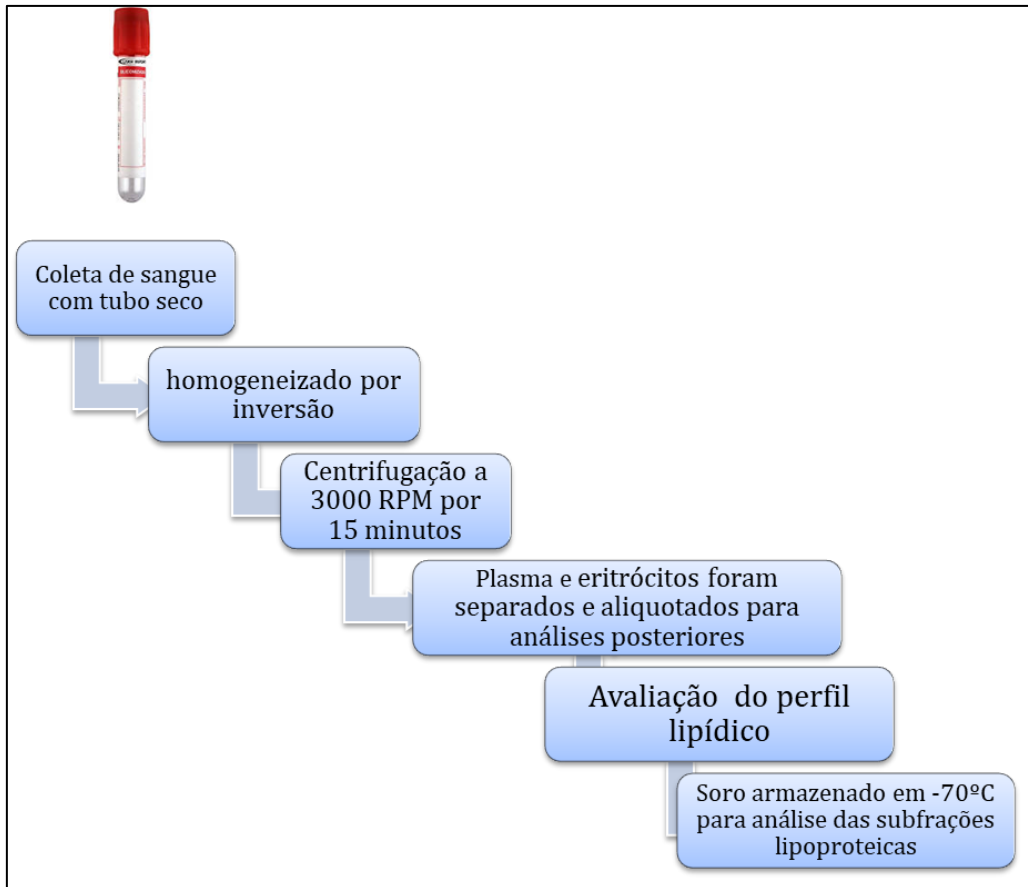 Coleta de sangue
com tubo seco
homogeneizado por
inversão
Centrifugação a
3000 RPM por
15 minutos
Plasma e eritrócitos foram
separados e aliquotados para
análises posteriores
Avaliação do perfil
lipídico
Soro armazenado em -70ºC
para análise das subfrações
lipoproteicas